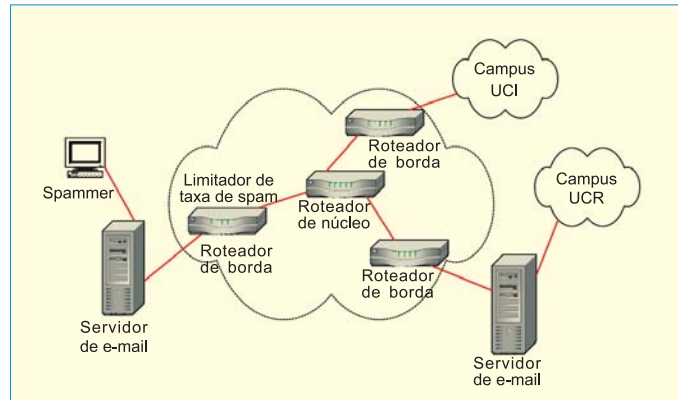 Campus
UCI
Roteador
de borda
Spammer
Limitador de
taxa de spam
Roteador
de núcleo
Campus
UCR
Roteador
de borda
Roteador
de borda
Servidor
de e-mail
Servidor
de e-mail